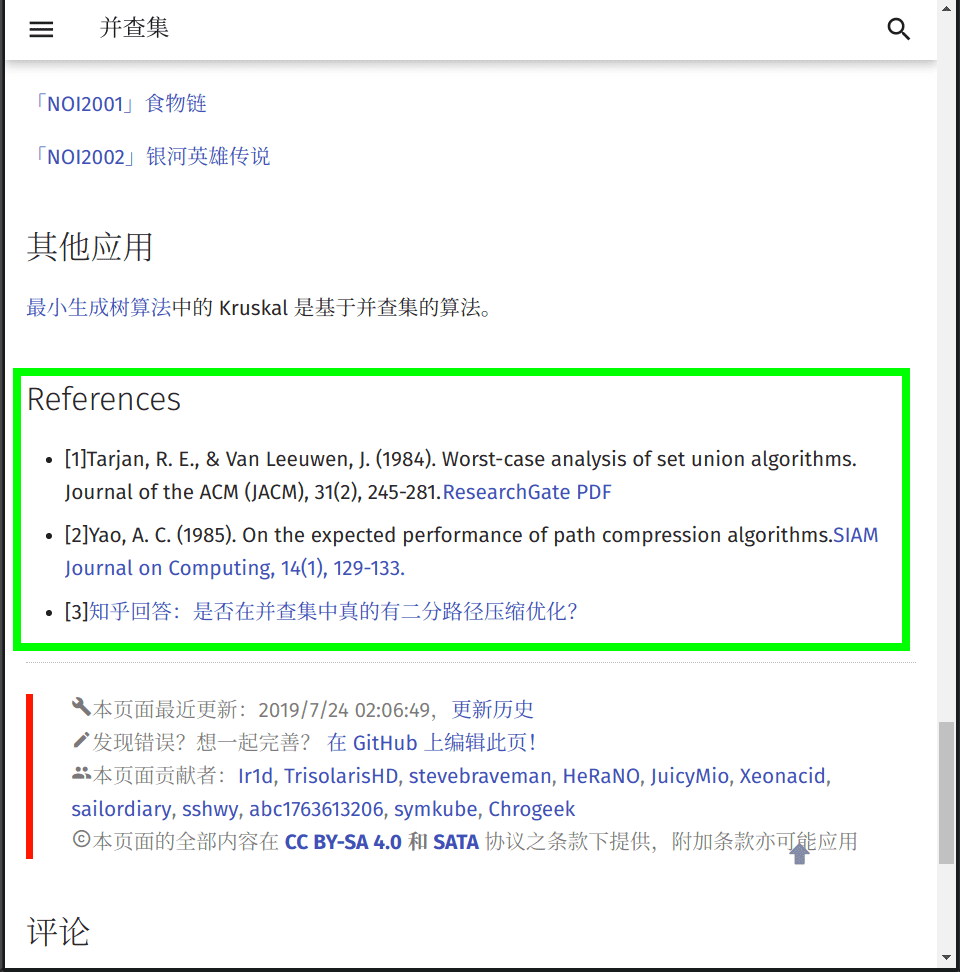 并查集
「NOI2001」食物链
「NOI2002」银河英雄传说
其他应用
最小生成树算法中的 Kruskal 是基于并查集的算法。
References
[1]Tarjan, R. E., & Van Leeuwen, J. (1984). Worst-case analysis of set union algorithms.
Journal of the ACM (JACM), 31(2), 245-281.ResearchGate PDF
[2]Yao, A. C. (1985). On the expected performance of path compression algorithms.SIAM
Journal on Computing, 14(1), 129-133.
[3]知乎回答：是否在并查集中真的有二分路径压缩优化？
本页面最近更新：2019/7/24 02:06:49，更新历史
发现错误？想一起完善？ 在 GitHub 上编辑此页！
本页面贡献者：Ir1d, TrisolarisHD, stevebraveman, HeRaNO, JuicyMio, Xeonacid,
sailordiary, sshwy, abc1763613206, symkube, Chrogeek
©本页面的全部内容在 CC BY-SA 4.0 和 SATA 协议之条款下提供，附加条款亦可能应用
评论